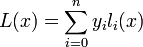 L(x) = \sum_{i=0}^{n} y_i l_i(x)